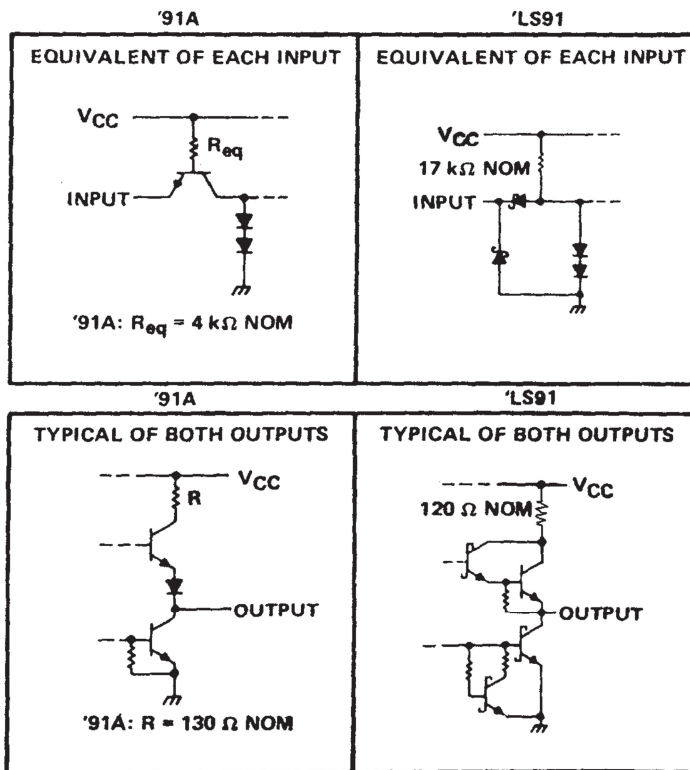 '91A
'LS91
EQUIVALENT OF EACH INPUT
EQUIVALENT OF EACH INPUT
VCC
Req
INPUT
'91A: Req = 4 kΩ NOM
VCC
17 kΩ NOM
INPUT
'91A
'LS91
TYPICAL OF BOTH OUTPUTS
TYPICAL OF BOTH OUTPUTS
VCC
R
OUTPUT
'91A: R = 130 Ω NOM
VCC
120 Ω NOM
OUTPUT